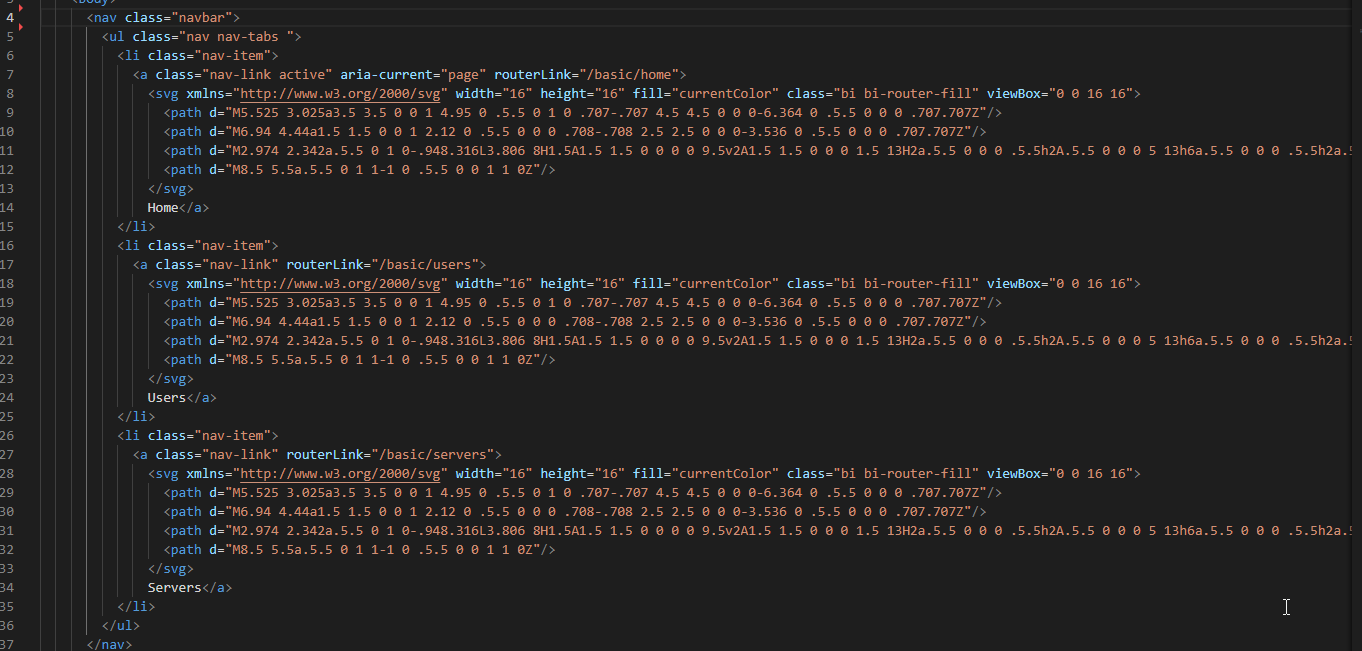 <body>
4 <nav class="navbar">
5 <ul class="nav nav-tabs ">
6 <li class="nav-item">
7 <a class="nav-link active" aria-current="page" routerLink="/basic/home">
8 <svg xmlns="http://www.w3.org/2000/svg" width="16" height="16" fill="currentColor" class="bi bi-router-fill" viewBox="0 0 16 16">
9 <path d="M5.525 3.025a3.5 3.5 0 0 1 4.95 0 .5.5 0 1 0 .707-.707 4.5 4.5 0 0 0-6.364 0 .5.5 0 0 0 .707.707Z"/>
10 <path d="M6.94 4.44a1.5 1.5 0 0 1 2.12 0 .5.5 0 0 0 .708-.708 2.5 2.5 0 0 0-3.536 0 .5.5 0 0 0 .707.707Z"/>
11 <path d="M2.974 2.342a.5.5 0 1 0-.948.316L3.806 8H1.5A1.5 1.5 0 0 0 0 9.5v2A1.5 1.5 0 0 0 1.5 13H2a.5.5 0 0 0 .5.5h2A.5.5 0 0 0 5 13h6a.5.5 0 0 0 .5.5h2a.
12 <path d="M8.5 5.5a.5.5 0 1 1-1 0 .5.5 0 0 1 1 0Z"/>
13 </svg>
14 Home</a>
15 </li>
16 <li class="nav-item">
17 <a class="nav-link" routerLink="/basic/users">
18 <svg xmlns="http://www.w3.org/2000/svg" width="16" height="16" fill="currentColor" class="bi bi-router-fill" viewBox="0 0 16 16">
19 <path d="M5.525 3.025a3.5 3.5 0 0 1 4.95 0 .5.5 0 1 0 .707-.707 4.5 4.5 0 0 0-6.364 0 .5.5 0 0 0 .707.707Z"/>
20 <path d="M6.94 4.44a1.5 1.5 0 0 1 2.12 0 .5.5 0 0 0 .708-.708 2.5 2.5 0 0 0-3.536 0 .5.5 0 0 0 .707.707Z"/>
21 <path d="M2.974 2.342a.5.5 0 1 0-.948.316L3.806 8H1.5A1.5 1.5 0 0 0 0 9.5v2A1.5 1.5 0 0 0 1.5 13H2a.5.5 0 0 0 .5.5h2A.5.5 0 0 0 5 13h6a.5.5 0 0 0 .5.5h2a.
22 <path d="M8.5 5.5a.5.5 0 1 1-1 0 .5.5 0 0 1 1 0Z"/>
23 </svg>
24 Users</a>
25 </li>
26 <li class="nav-item">
27 <a class="nav-link" routerLink="/basic/servers">
28 <svg xmlns="http://www.w3.org/2000/svg" width="16" height="16" fill="currentColor" class="bi bi-router-fill" viewBox="0 0 16 16">
29 <path d="M5.525 3.025a3.5 3.5 0 0 1 4.95 0 .5.5 0 1 0 .707-.707 4.5 4.5 0 0 0-6.364 0 .5.5 0 0 0 .707.707Z"/>
30 <path d="M6.94 4.44a1.5 1.5 0 0 1 2.12 0 .5.5 0 0 0 .708-.708 2.5 2.5 0 0 0-3.536 0 .5.5 0 0 0 .707.707Z"/>
31 <path d="M2.974 2.342a.5.5 0 1 0-.948.316L3.806 8H1.5A1.5 1.5 0 0 0 0 9.5v2A1.5 1.5 0 0 0 1.5 13H2a.5.5 0 0 0 .5.5h2A.5.5 0 0 0 5 13h6a.5.5 0 0 0 .5.5h2a.
32 <path d="M8.5 5.5a.5.5 0 1 1-1 0 .5.5 0 0 1 1 0Z"/>
33 </svg>
34 Servers</a>
35 </li>
36 </ul>
37 </nav>